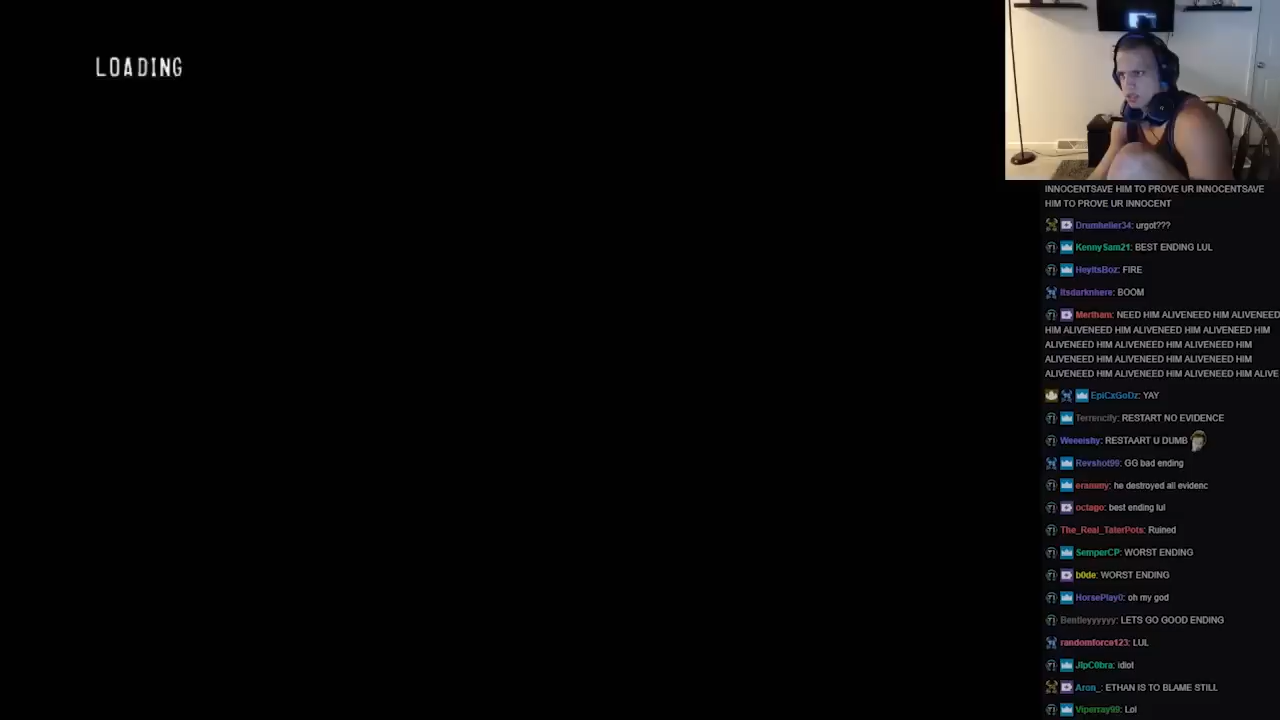 LOADING
INNOCENTSAVE HIM TO PROVE UR INNOCENTSAVE
HIM TO PROVE UR INNOCENT
Drumheller34: urgot???
KennySam21: BEST ENDING LUL
HeyItsBoz: FIRE
Itsdarknhere: BOOM
Mertham: NEED HIM ALIVENEED HIM ALIVENEED
HIM ALIVENEED HIM ALIVENEED HIM ALIVENEED HIM
ALIVENEED HIM ALIVENEED HIM ALIVENEED HIM
ALIVENEED HIM ALIVENEED HIM ALIVENEED HIM
ALIVENEED HIM ALIVENEED HIM ALIVENEED HIM ALIVE
EpiCxGoDz: YAY
Terrencify: RESTART NO EVIDENCE
Weeeishy: RESTAART U DUMB
Revshot99: GG bad ending
erammy: he destroyed all evidenc
octago: best ending lul
The_Real_TaterPots: Ruined
SemperCP: WORST ENDING
b0de: WORST ENDING
HorsePlay0: oh my god
Bentleyyyyyy: LETS GO GOOD ENDING
randomforce123: LUL
JlpC0bra: idiot
Aron_: ETHAN IS TO BLAME STILL
Viperray99: Lol